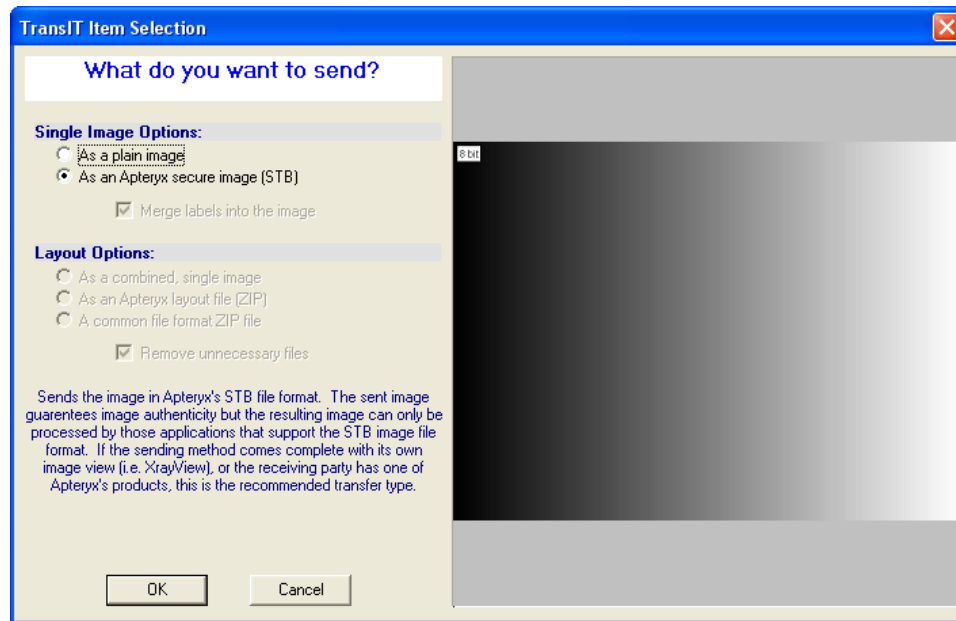 TransIT Item Selection
What do you want to send?
Single Image Options:
As a plain image
8 bit
As an Apteryx secure image (STB)
Merge labels into the image
Layout Options:
As a combined, single image
As an Apteryx layout file (ZIP)
A common file format ZIP file
Remove unnecessary files
Sends the image in Apteryx's STB file format.  The sent image
guarentees image authenticity but the resulting image can only be
processed by those applications that support the STB image file
format.  If the sending method comes complete with its own
image view (i.e. XrayView), or the receiving party has one of
Apteryx's products, this is the recommended transfer type.
OK
Cancel